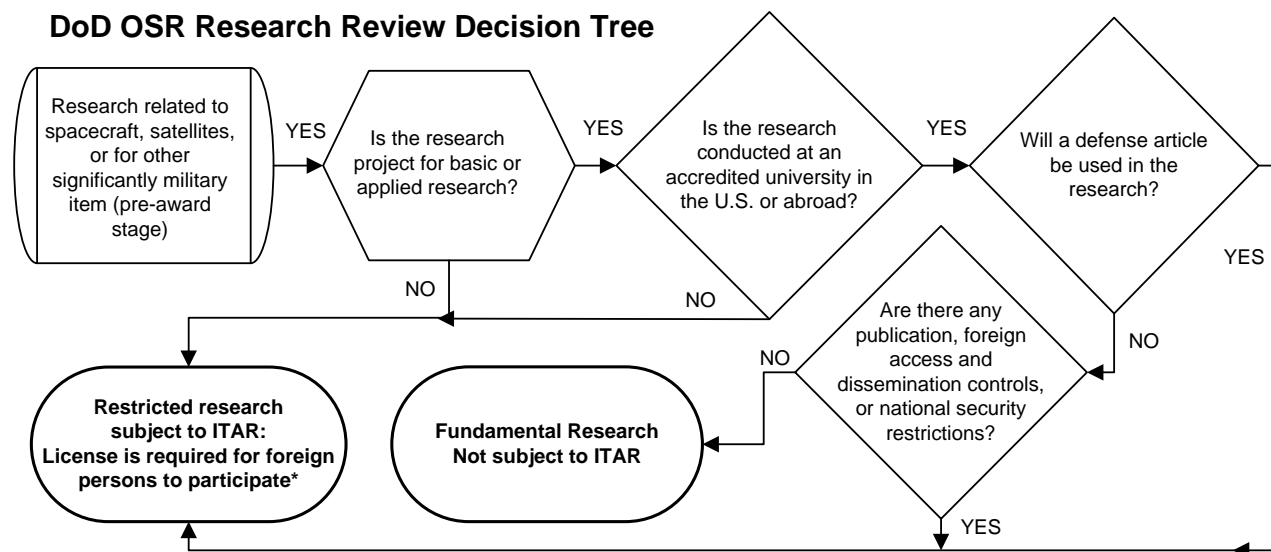 DoD OSR Research Review Decision Tree
Research related to
spacecraft, satellites,
or for other
significantly military
item (pre-award
stage)
YES
Is the research
project for basic or
applied research?
YES
Is the research
conducted at an
accredited university in
the U.S. or abroad?
YES
Will a defense article
be used in the
research?
YES
NO
NO
NO
Are there any
publication, foreign
access and
dissemination controls,
or national security
restrictions?
NO
YES
Restricted research
subject to ITAR:
License is required for foreign
persons to participate*
Fundamental Research
Not subject to ITAR